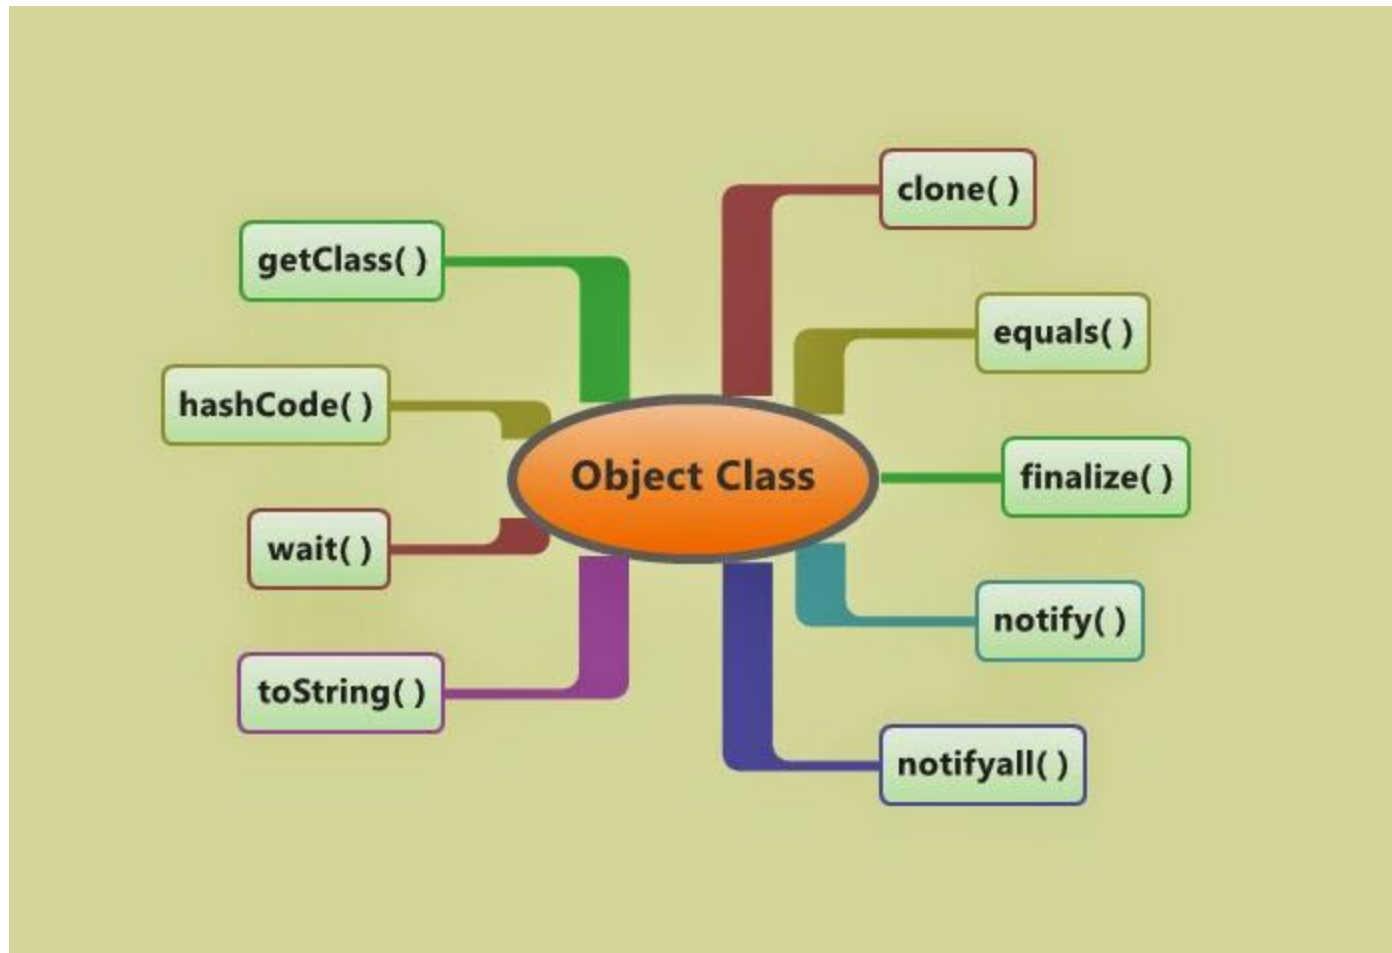 clone( )
getClass( )
equals( )
hashCode( )
Object Class
finalize( )
wait( )
notify( )
toString( )
notifyall( )